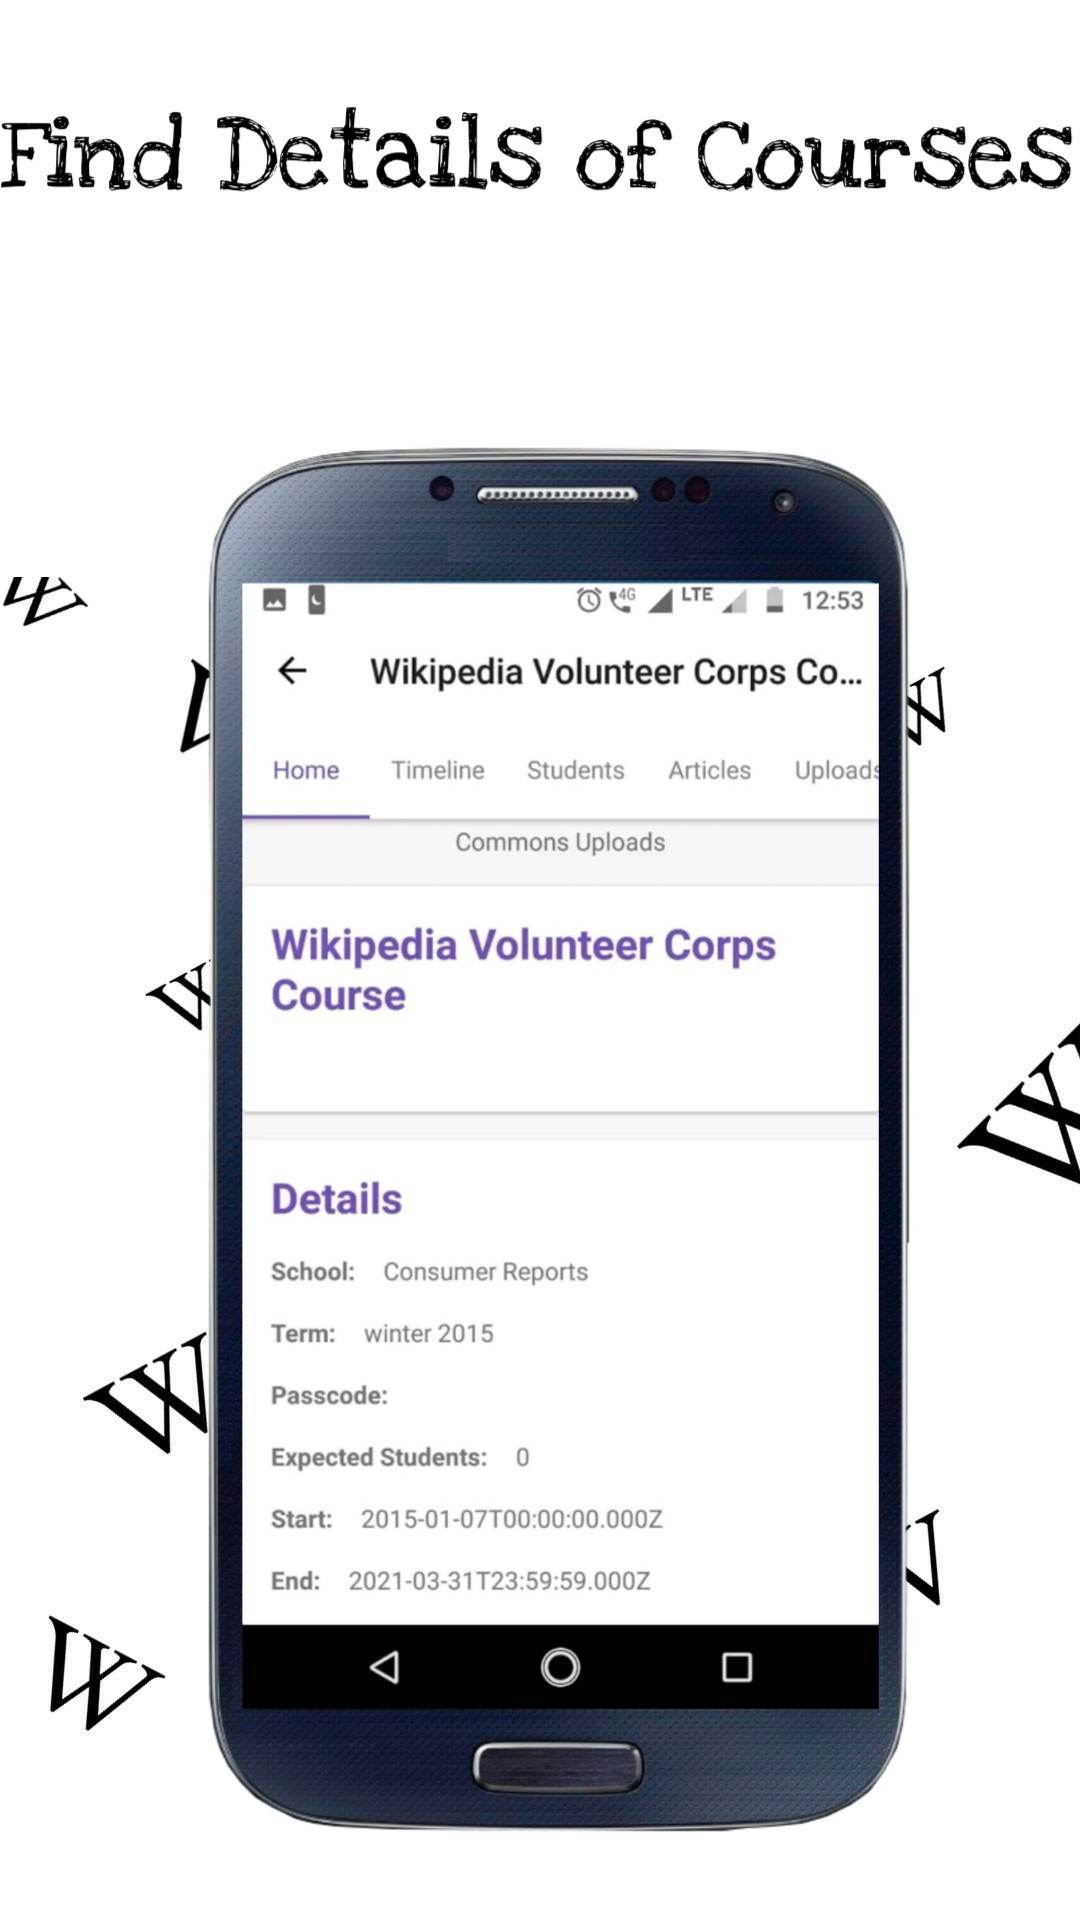 Find Details of Courses
4G LTE 12:53
Wikipedia Volunteer Corps Co...
Home Timeline Students Articles Uploads
Commons Uploads
Wikipedia Volunteer Corps
Course
Details
School: Consumer Reports
Term: winter 2015
Passcode:
Expected Students: 0
Start: 2015-01-07T00:00:00.000Z
End: 2021-03-31T23:59:59.000Z
W
W
W
W
W
W